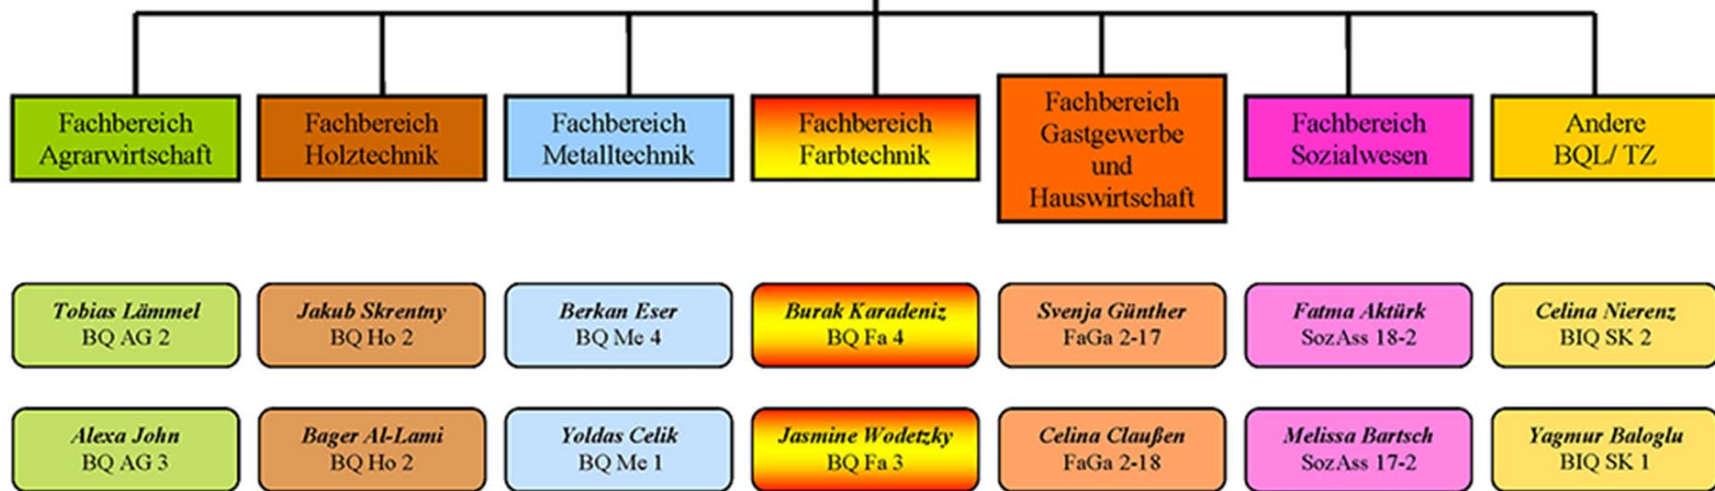 Fachbereich
Agrarwirtschaft
Fachbereich
Holztechnik
Fachbereich
Metalltechnik
Fachbereich
Farbtechnik
Fachbereich
Gastgewerbe
und
Hauswirtschaft
Fachbereich
Sozialwesen
Andere
BQL/ TZ
Tobias Lämmel
BQ AG 2
Jakub Skrentny
BQ Ho 2
Berkan Eser
BQ Me 4
Burak Karadeniz
BQ Fa 4
Svenja Günther
FaGa 2-17
Fatma Aktürk
SozAss 18-2
Celina Nierenz
BIQ SK 2
Alexa John
BQ AG 3
Bager Al-Lami
BQ Ho 2
Yoldas Celik
BQ Me 1
Jasmine Wodetzky
BQ Fa 3
Celina Claußen
FaGa 2-18
Melissa Bartsch
SozAss 17-2
Yagmur Baloglu
BIQ SK 1